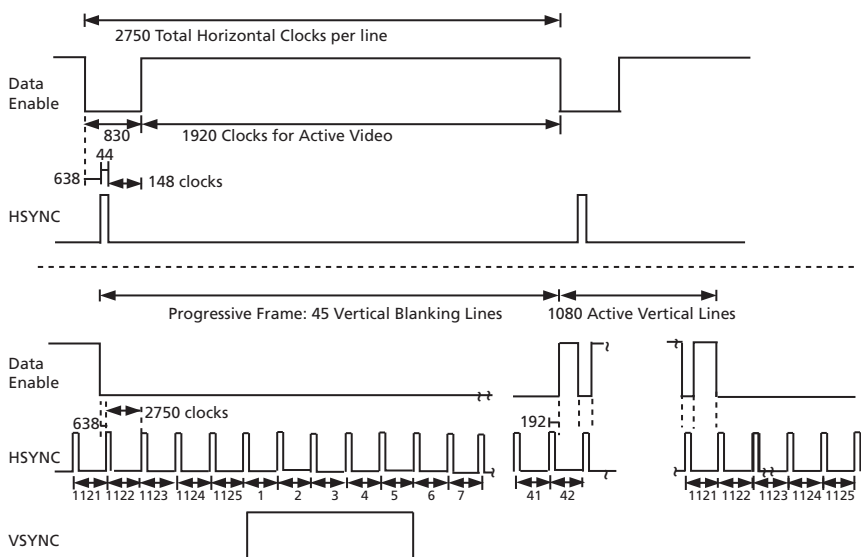 2750 Total Horizontal Clocks per line
Data
Enable
830
1920 Clocks for Active Video
44
638
148 clocks
HSYNC
Progressive Frame: 45 Vertical Blanking Lines
1080 Active Vertical Lines
Data
Enable
638
2750 clocks
192
HSYNC
1121 1122 1123 1124 1125 1 2 3 4 5 6 7 41 42 1121 1122 1123 1124 1125
VSYNC